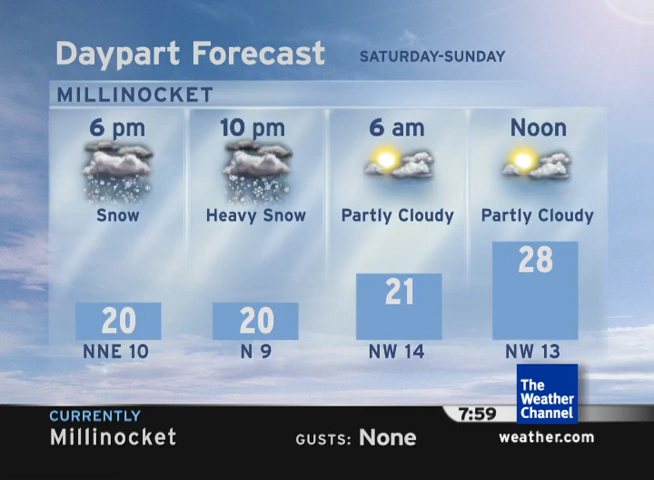 Daypart Forecast SATURDAY-SUNDAY
MILLINOCKET
6 pm 10 pm 6 am Noon
Snow Heavy Snow Partly Cloudy Partly Cloudy
20 20 21 28
NNE 10 N 9 NW 14 NW 13
The
Weather
Channel
CURRENTLY 7:59
Millinocket GUSTS: None weather.com